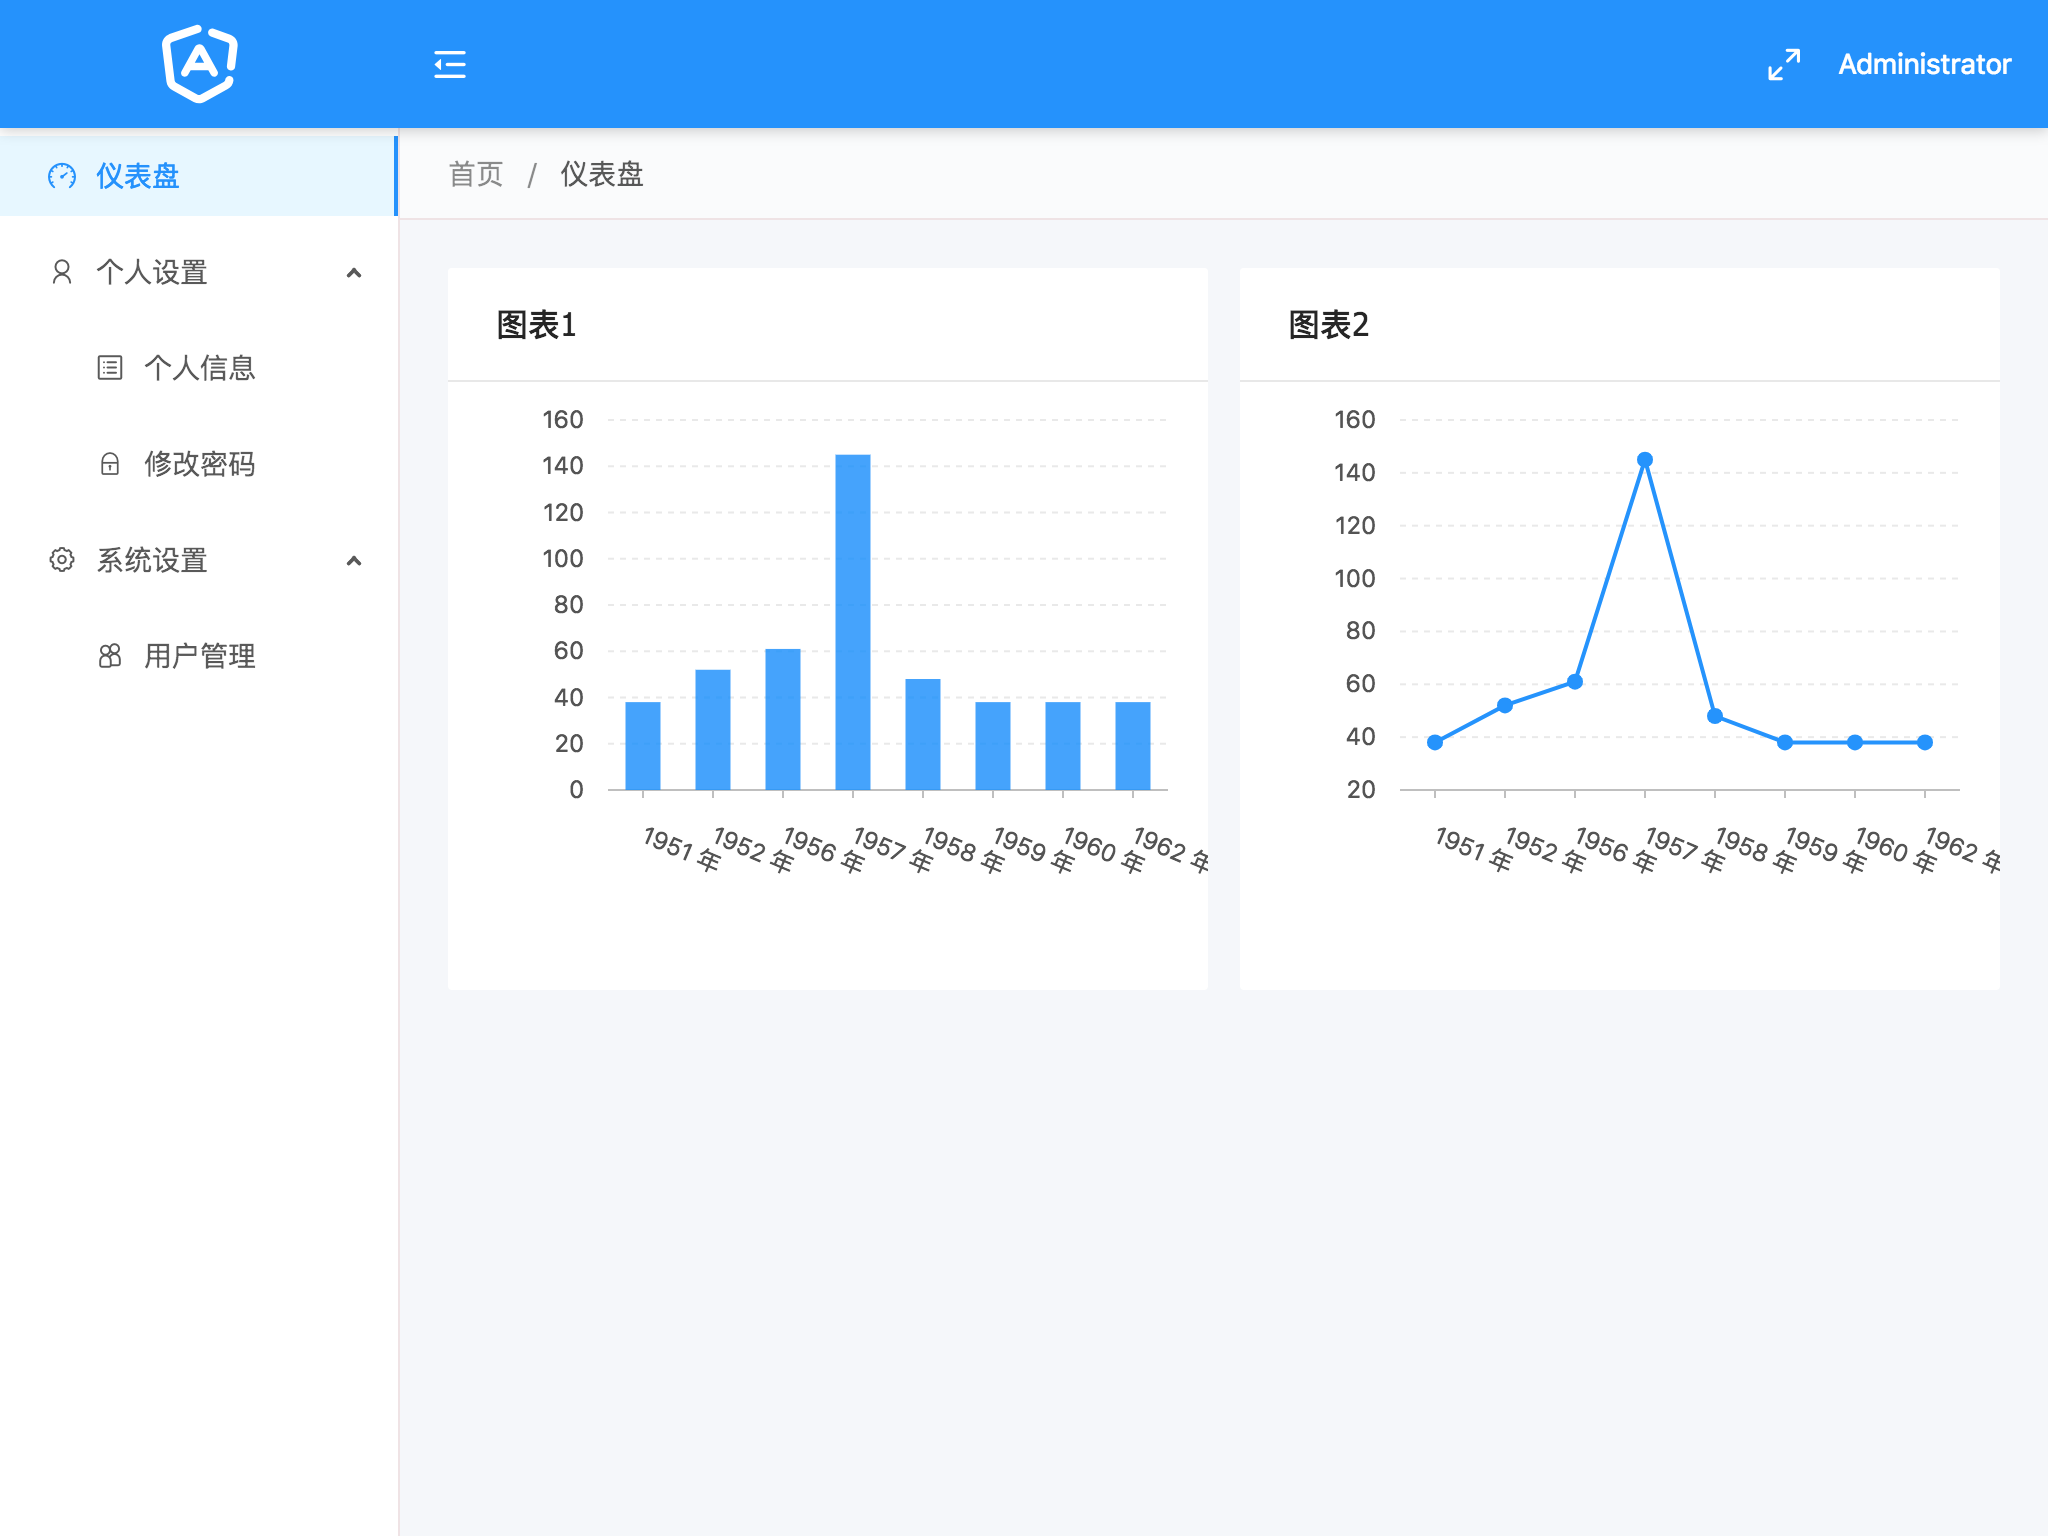 A
Administrator
仪表盘
个人设置
个人信息
修改密码
系统设置
用户管理
首页 / 仪表盘
图表1
160
140
120
100
80
60
40
20
0
1951 年
1952 年
1956 年
1957 年
1958 年
1959 年
1960 年
1962 年
图表2
160
140
120
100
80
60
40
20
1951 年
1952 年
1956 年
1957 年
1958 年
1959 年
1960 年
1962 年